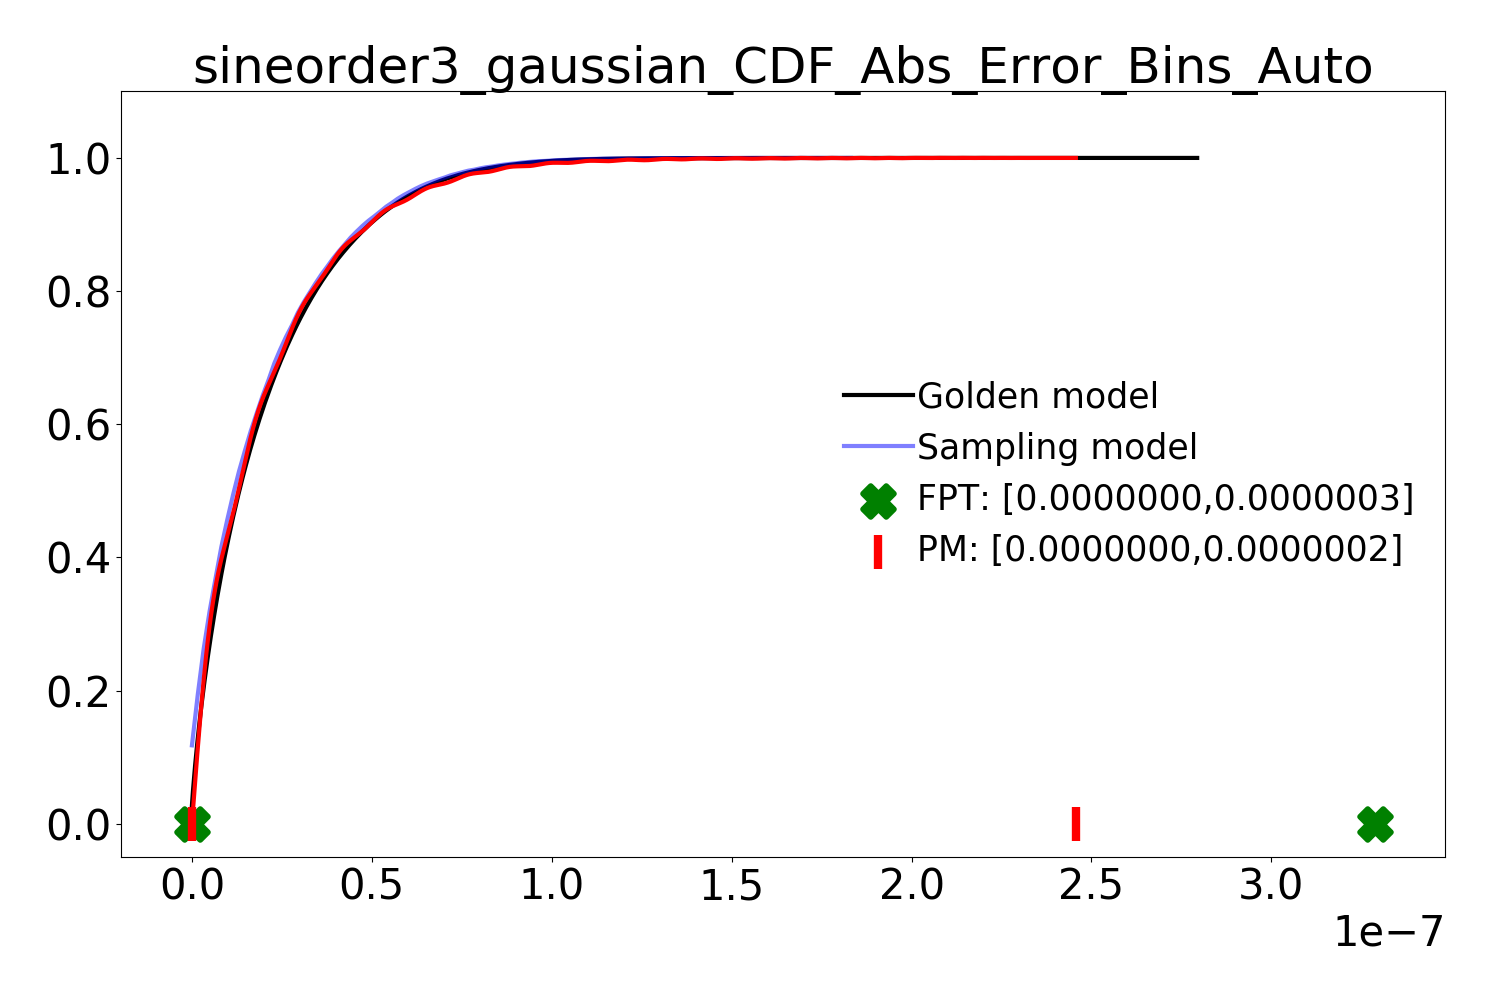 sineorder3_gaussian_CDF_Abs_Error_Bins_Auto
1.0
0.8
0.6
0.4
0.2
0.0
Golden model
Sampling model
FPT: [0.0000000,0.0000003]
PM: [0.0000000,0.0000002]
0.0 0.5 1.0 1.5 2.0 2.5 3.0
1e−7